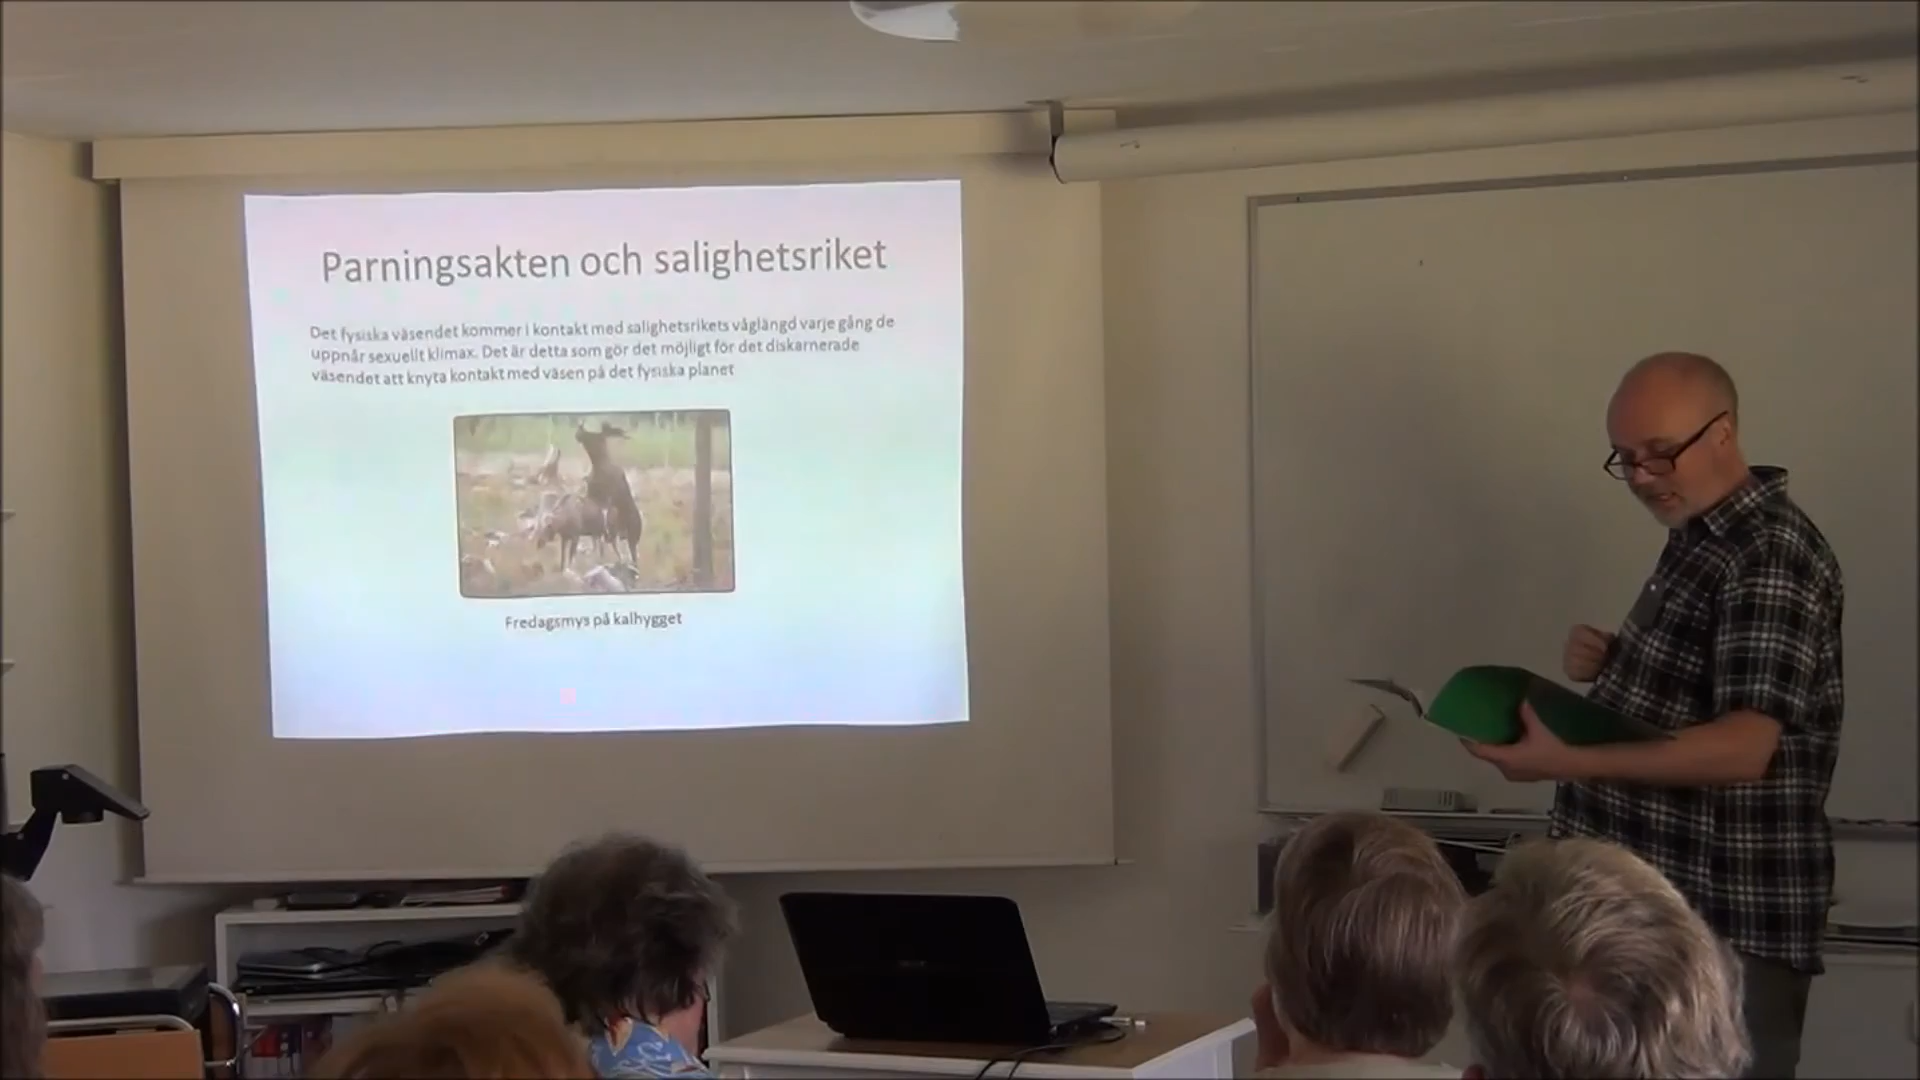 Parningsakten och salighetsriket
Det fysiska väsendet kommer i kontakt med salighetsrikets våglängd varje gång de
uppnår sexuellt klimax. Det är detta som gör det möjligt för det diskarnerade
väsendet att knyta kontakt med väsen på det fysiska planet
Fredagsmys på kalhygget